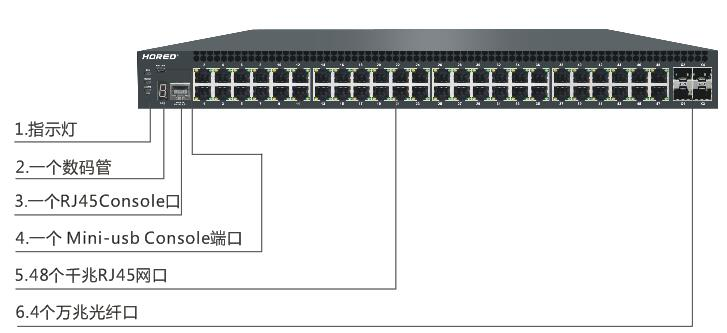 HORED
1.指示灯
2.一个数码管
3.一个RJ45Console口
4.一个 Mini-usb Console端口
5.48个千兆RJ45网口
6.4个万兆光纤口